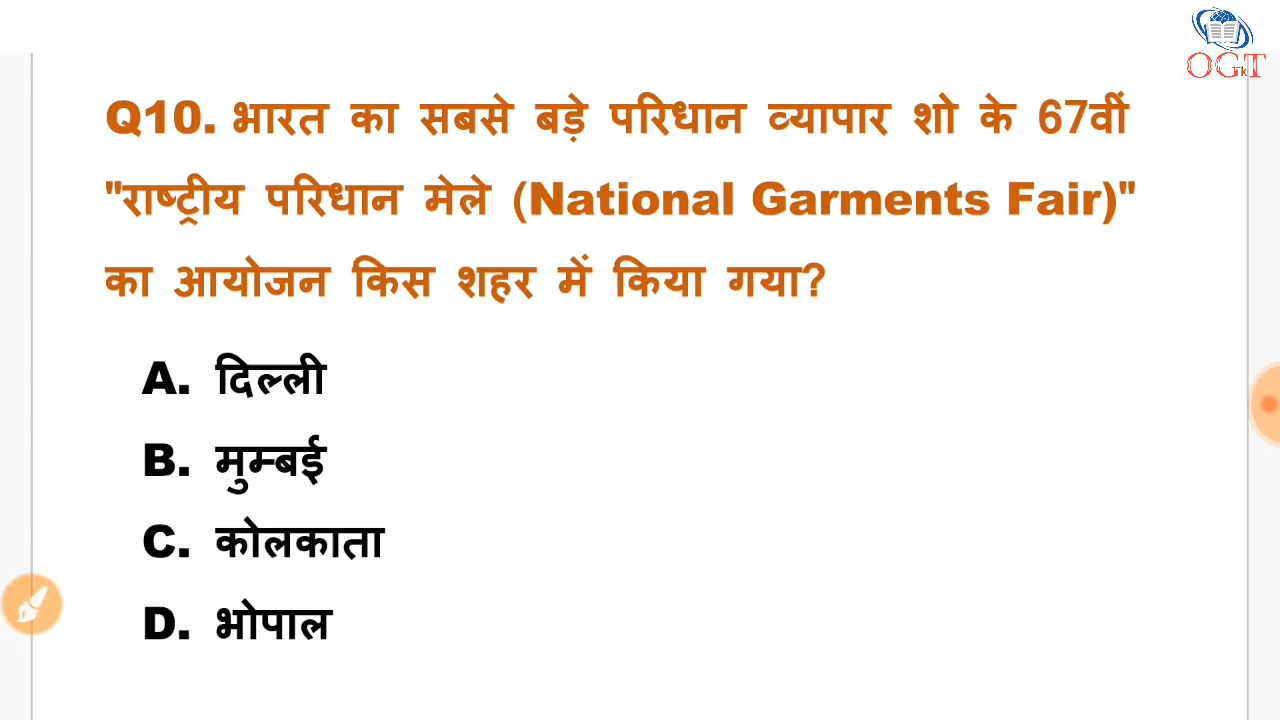 OGT
Q10. भारत का सबसे बड़े परिधान व्यापार शो के 67वीं
"राष्ट्रीय परिधान मेले (National Garments Fair)"
का आयोजन किस शहर में किया गया?
A. दिल्ली
B. मुम्बई
C. कोलकाता
D. भोपाल